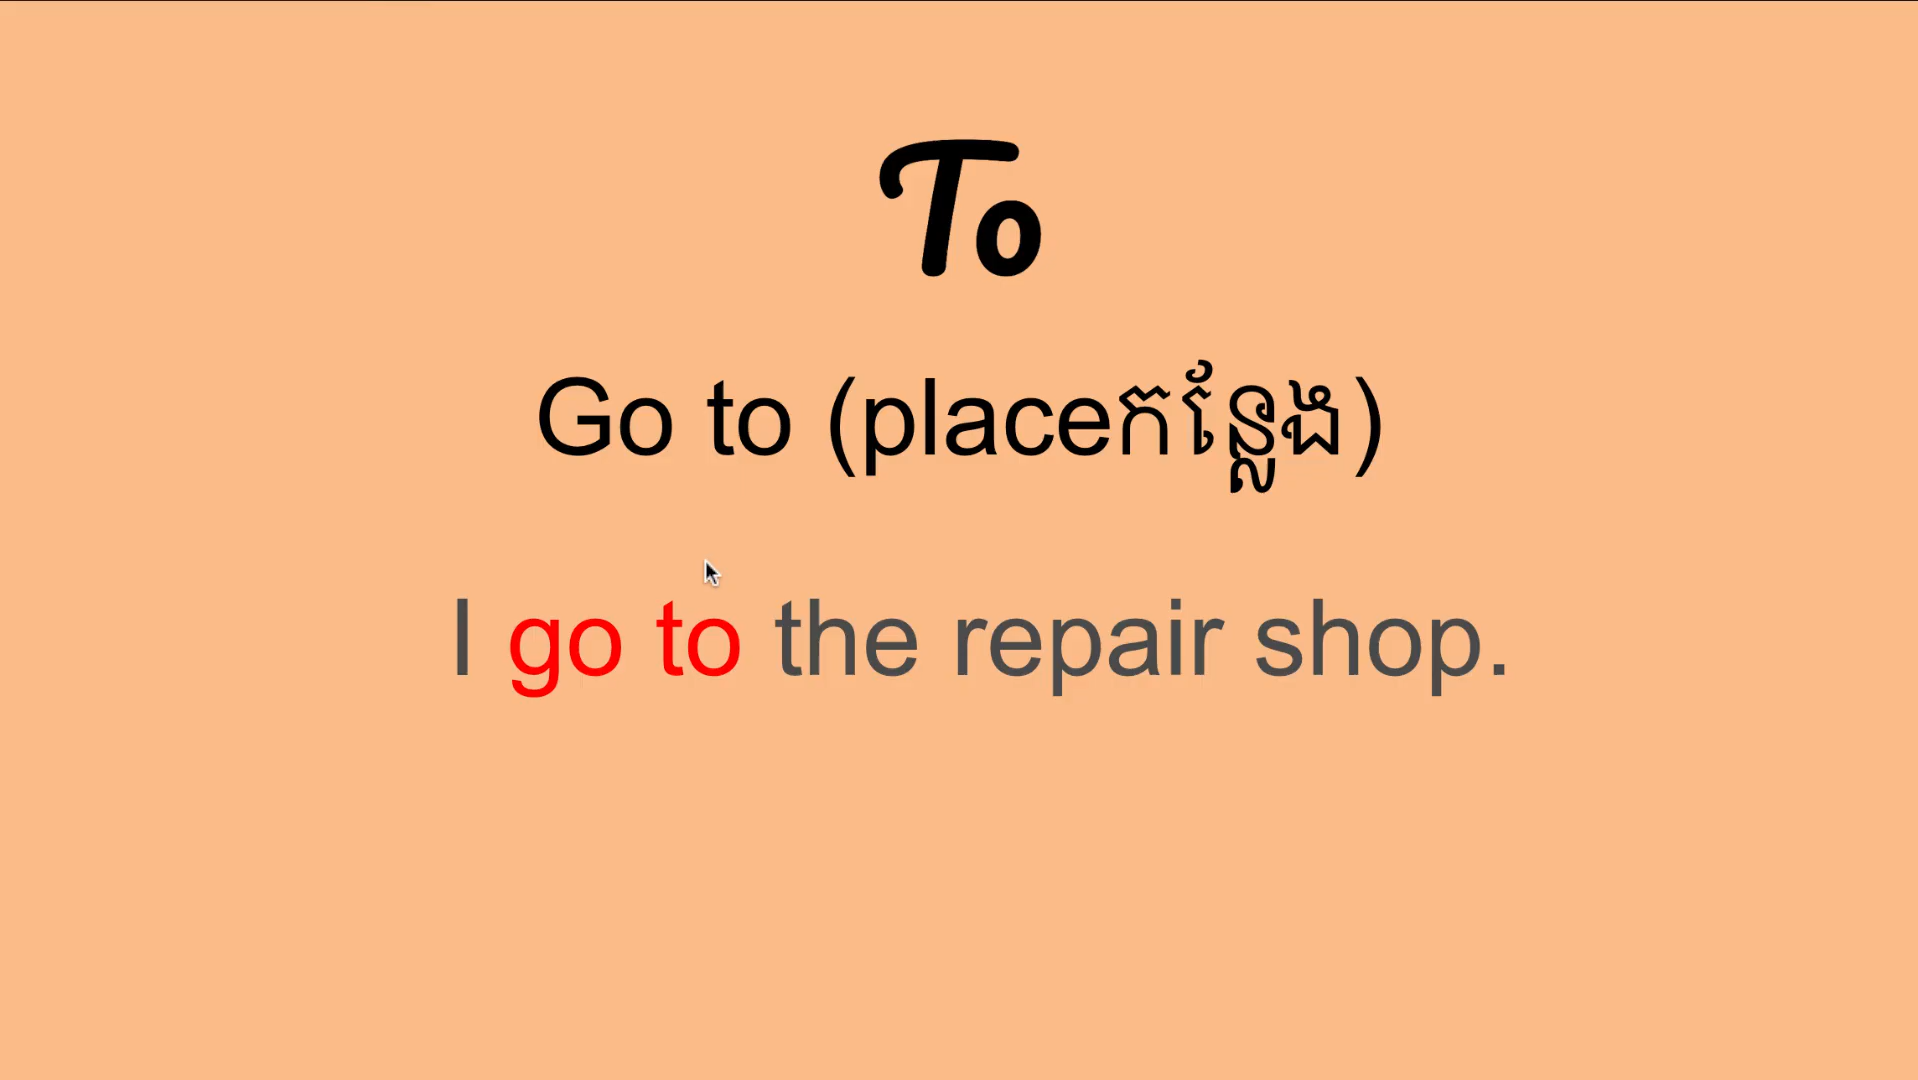 To
Go to (placeកន្លែង)
I go to the repair shop.